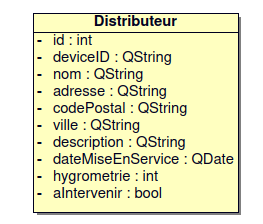 Distributeur
- id : int
- deviceID : QString
- nom : QString
- adresse : QString
- codePostal : QString
- ville : QString
- description : QString
- dateMiseEnService : QDate
- hygrometrie : int
- aIntervenir : bool